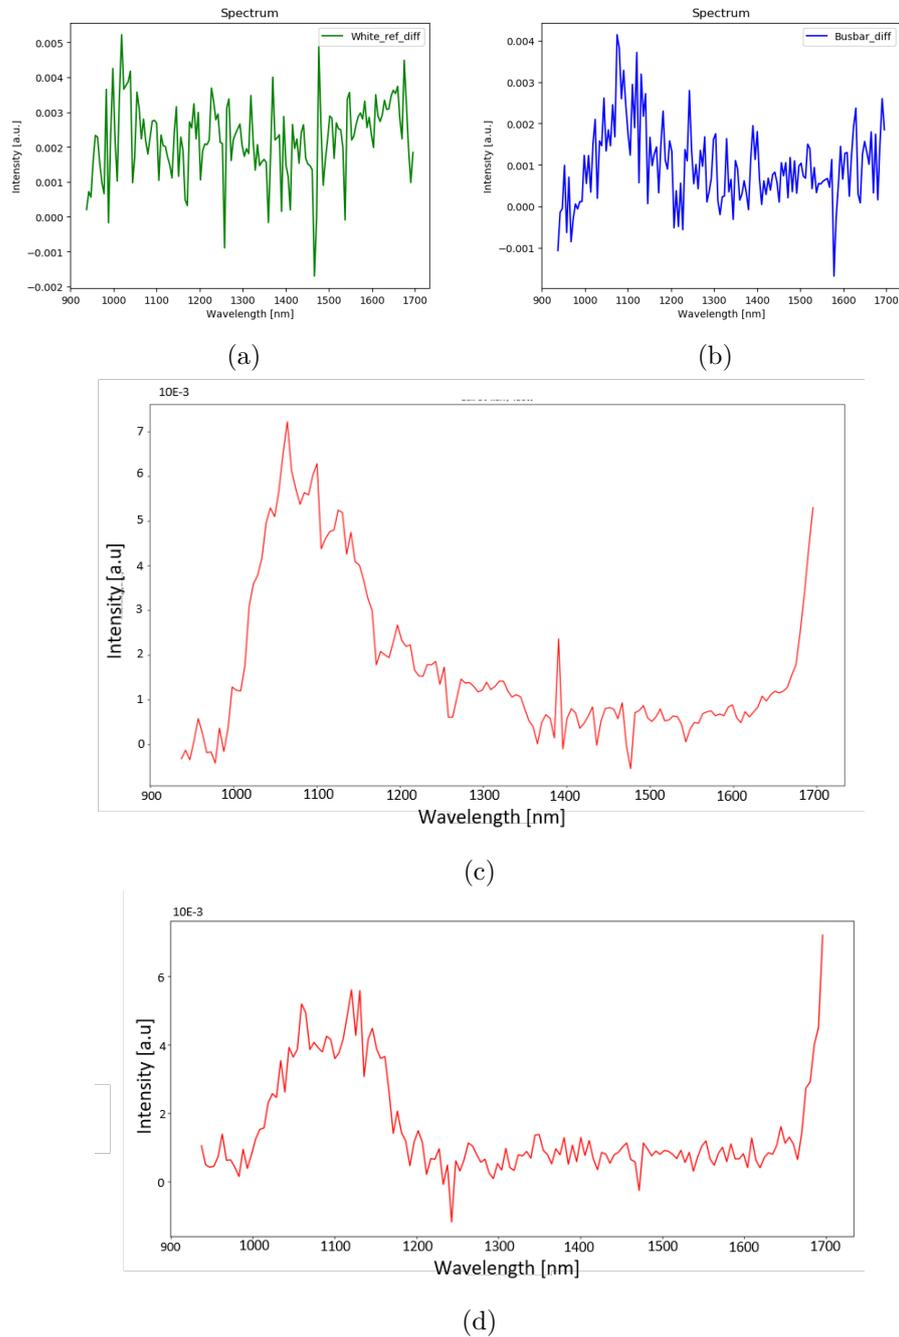 Spectrum
White_ref_diff
Intensity [a.u.]
0.005
0.004
0.003
0.002
0.001
0.000
−0.001
−0.002
900 1000 1100 1200 1300 1400 1500 1600 1700
Wavelength [nm]
(a)
Spectrum
Busbar_diff
Intensity [a.u.]
0.004
0.003
0.002
0.001
0.000
−0.001
900 1000 1100 1200 1300 1400 1500 1600 1700
Wavelength [nm]
(b)
10E-3
Intensity [a.u]
7
6
5
4
3
2
1
0
900 1000 1100 1200 1300 1400 1500 1600 1700
Wavelength [nm]
(c)
10E-3
Intensity [a.u]
6
4
2
0
900 1000 1100 1200 1300 1400 1500 1600 1700
Wavelength [nm]
(d)